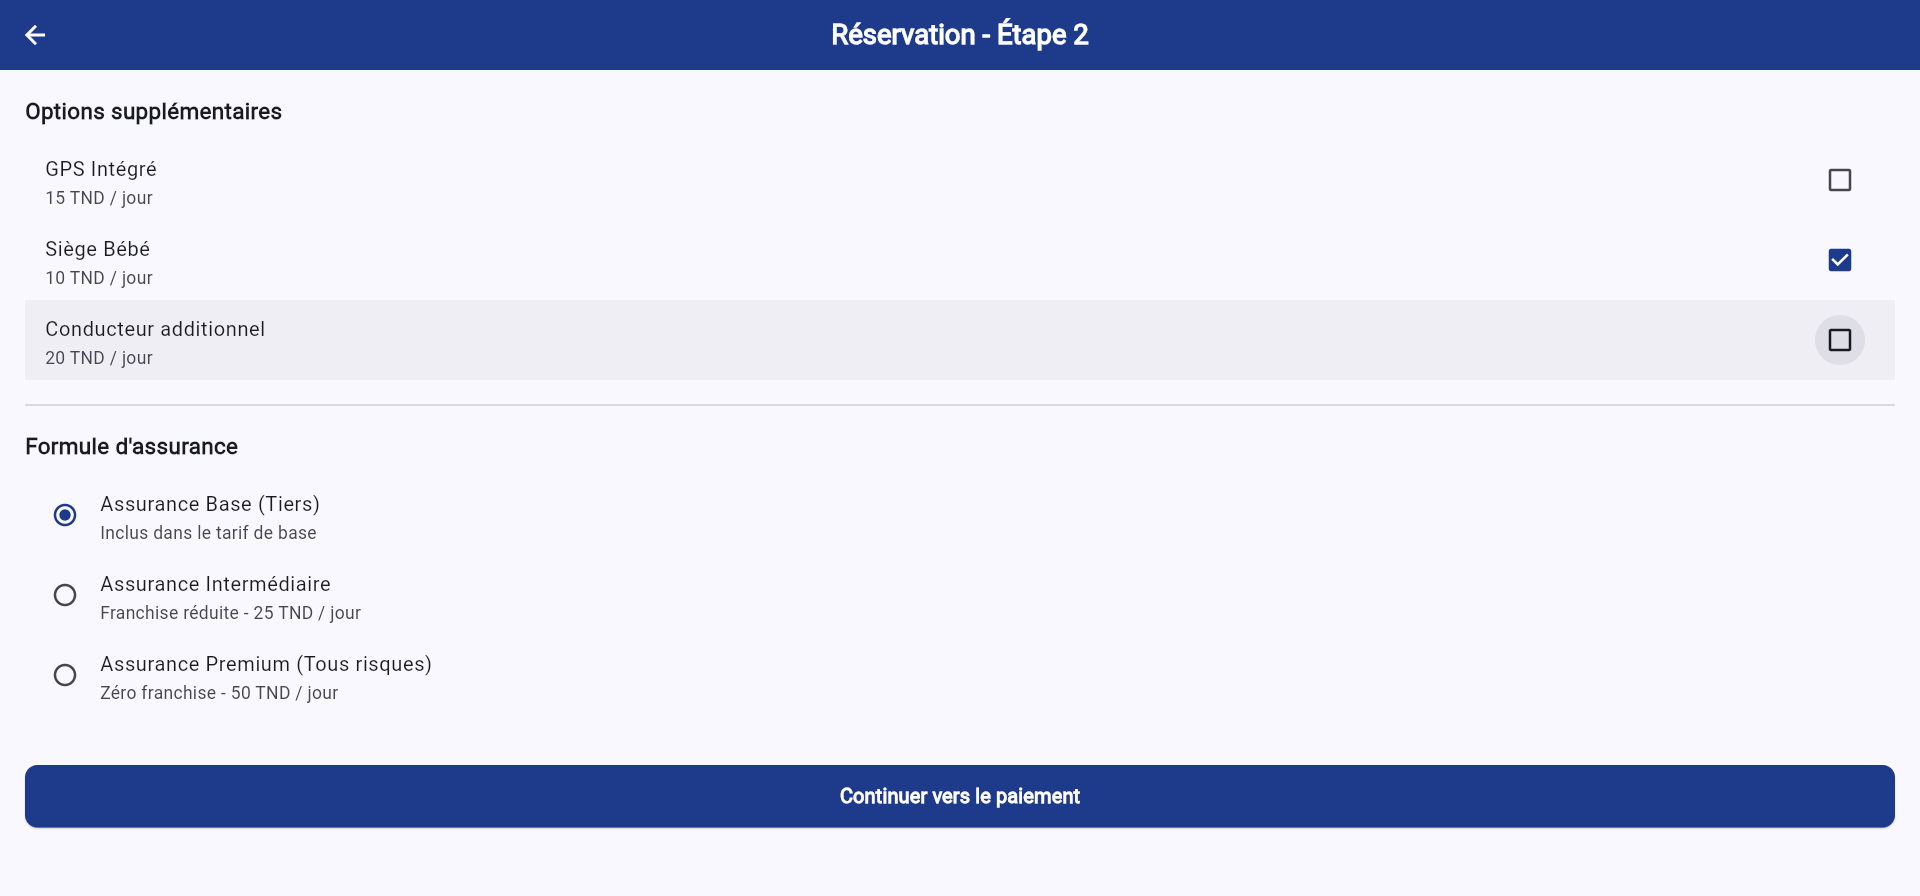 Réservation - Étape 2
Options supplémentaires
GPS Intégré
15 TND / jour
Siège Bébé
10 TND / jour
Conducteur additionnel
20 TND / jour
Formule d'assurance
Assurance Base (Tiers)
Inclus dans le tarif de base
Assurance Intermédiaire
Franchise réduite - 25 TND / jour
Assurance Premium (Tous risques)
Zéro franchise - 50 TND / jour
Continuer vers le paiement